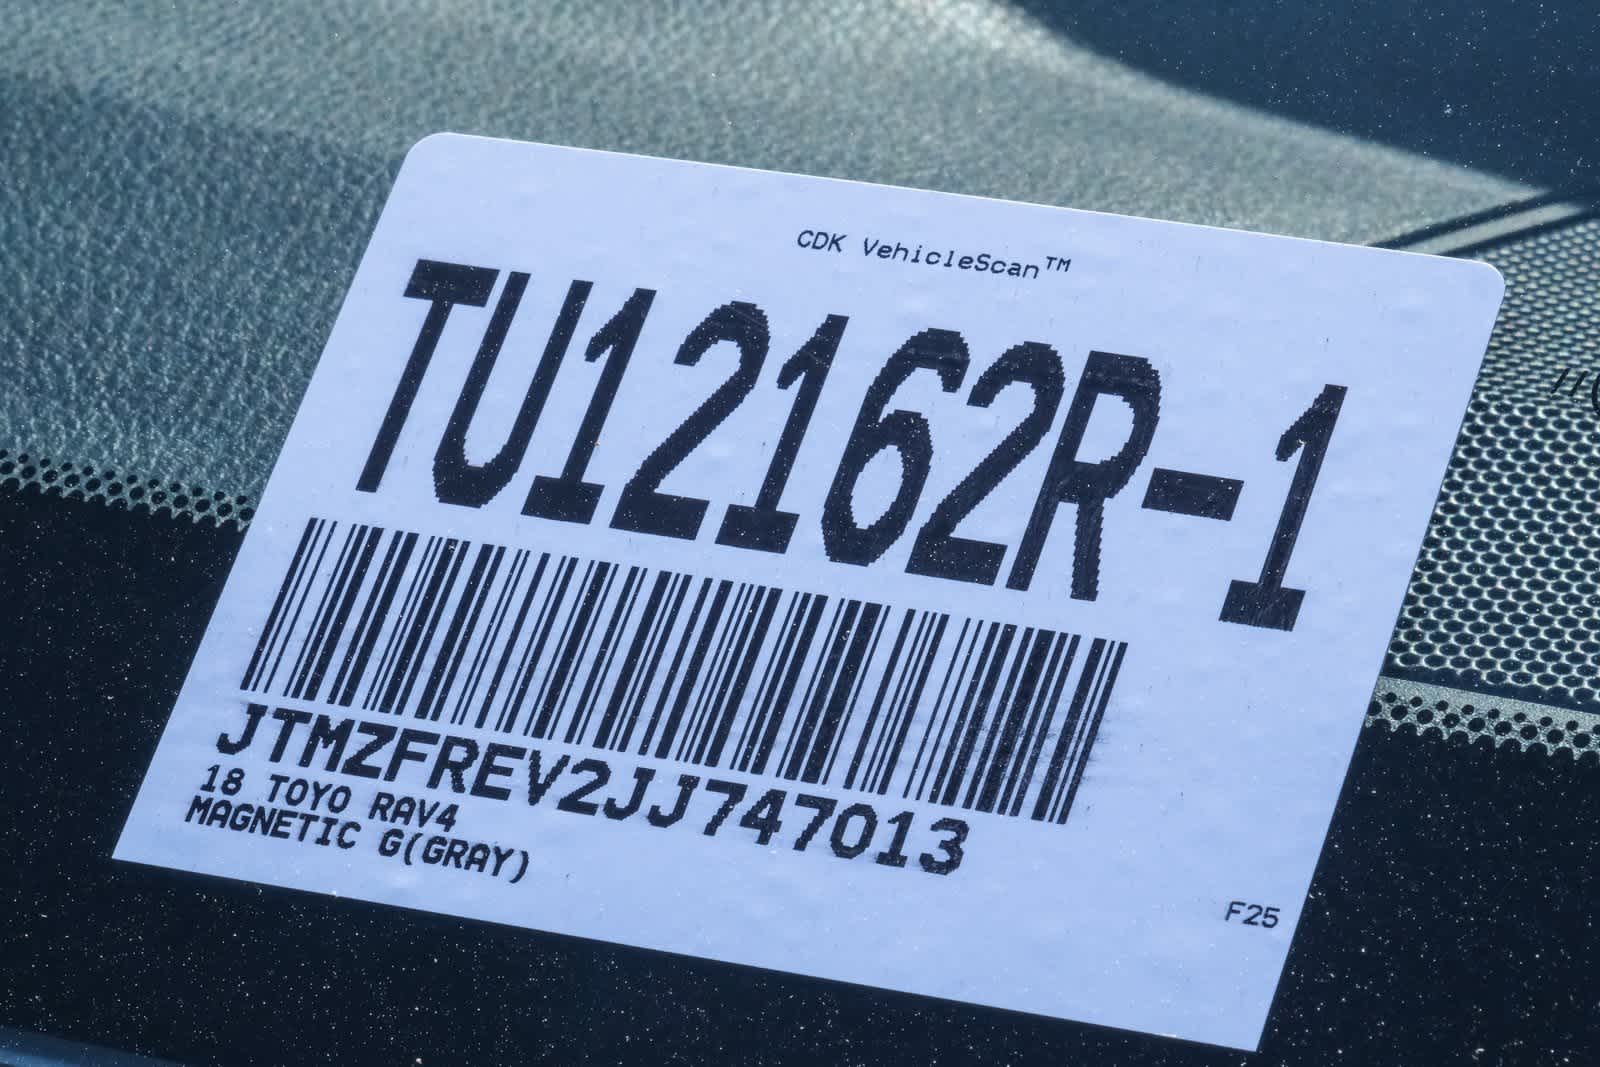 CDK VehicleScan™
TU12162R-1
JTMZFREV2JJ747013
18 TOYO RAV4
MAGNETIC G(GRAY)
F25